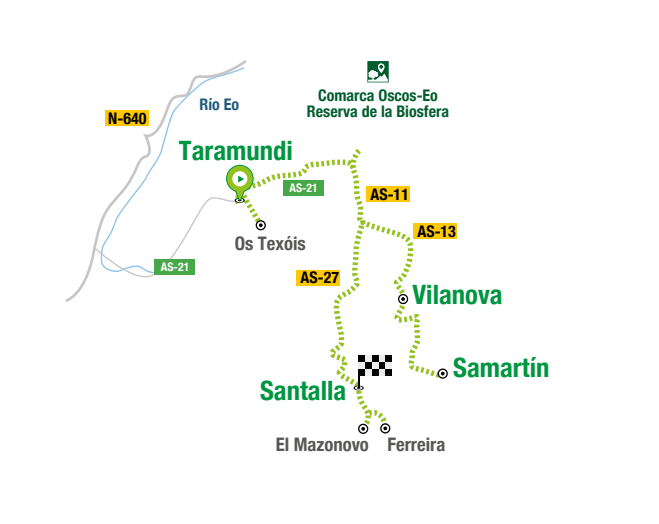 Comarca Oscos-Eo
Reserva de la Biosfera
Río Eo
N-640
Taramundi
AS-21
AS-11
Os Texóis
AS-13
AS-21
AS-27
Vilanova
Samartín
Santalla
El Mazonovo
Ferreira